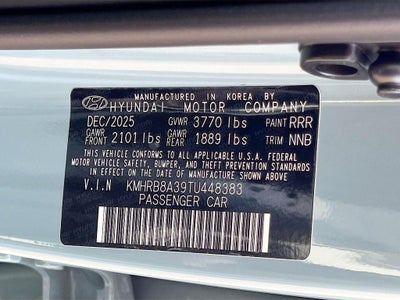 MANUFACTURED IN KOREA BY
HYUNDAI MOTOR COMPANY
DEC/2025 GVWR 3770 lbs PAINT RRR
GAWR FRONT 2101 lbs GAWR REAR 1889 lbs TRIM NNB
THIS VEHICLE CONFORMS TO ALL APPLICABLE U.S.A. FEDERAL
MOTOR VEHICLE SAFETY, BUMPER, AND THEFT PREVENTION STANDARDS
IN EFFECT ON THE DATE OF MANUFACTURE SHOWN ABOVE.
V.I.N KMHRB8A39TU448383
PASSENGER CAR